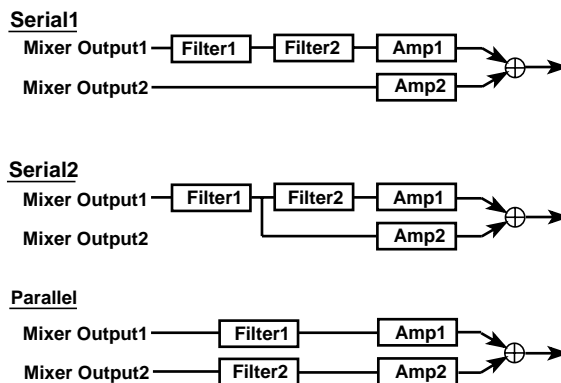 Serial1
Mixer Output1 Filter1 Filter2 Amp1
Mixer Output2 Amp2
Serial2
Mixer Output1 Filter1 Filter2 Amp1
Mixer Output2 Amp2
Parallel
Mixer Output1 Filter1 Amp1
Mixer Output2 Filter2 Amp2